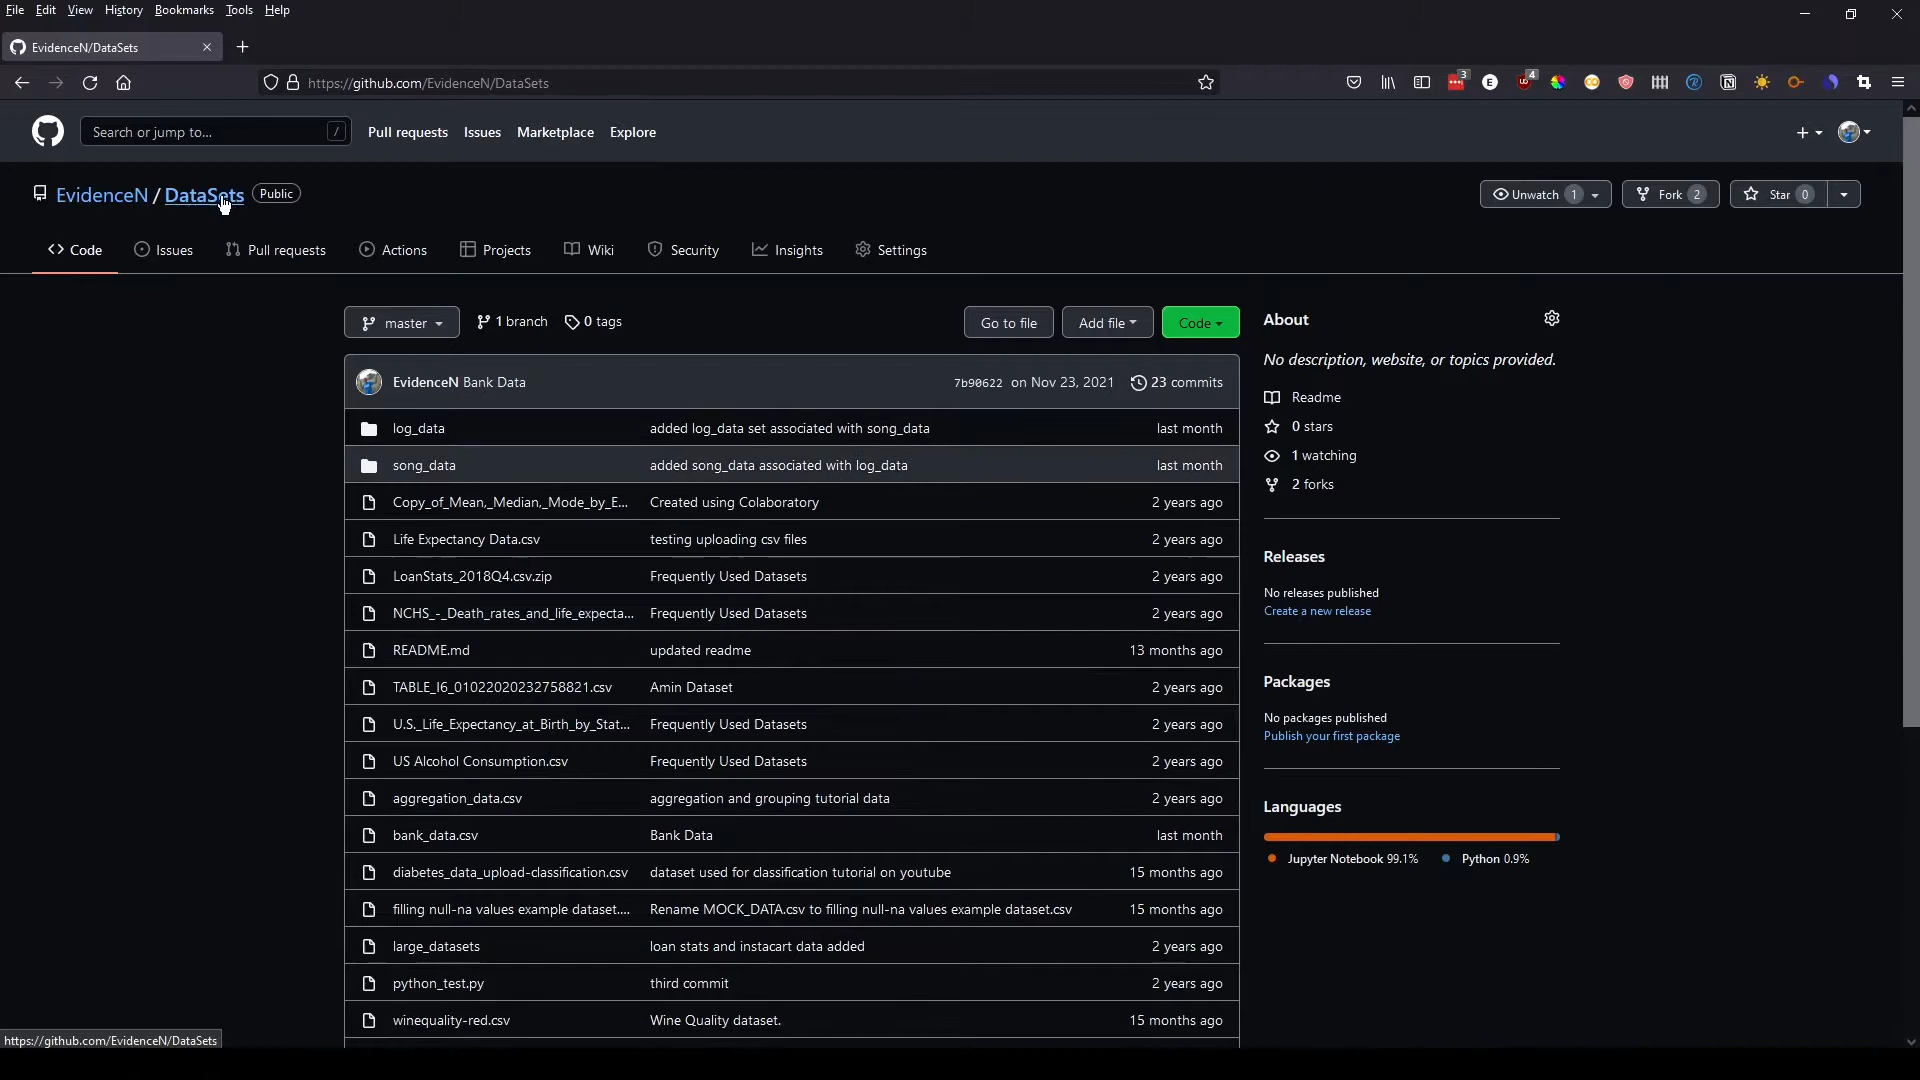 File Edit View History Bookmarks Tools Help
EvidenceN/DataSets
https://github.com/EvidenceN/DataSets
3
4
Search or jump to... /
Pull requests Issues Marketplace Explore
EvidenceN / DataSets Public
Unwatch 1
Fork 2
Star 0
Code Issues Pull requests Actions Projects Wiki Security Insights Settings
master 1 branch 0 tags
Go to file Add file Code
EvidenceN Bank Data 7b90622 on Nov 23, 2021 23 commits
log_data added log_data set associated with song_data last month
song_data added song_data associated with log_data last month
Copy_of_Mean,_Median,_Mode_by_E... Created using Colaboratory 2 years ago
Life Expectancy Data.csv testing uploading csv files 2 years ago
LoanStats_2018Q4.csv.zip Frequently Used Datasets 2 years ago
NCHS_-_Death_rates_and_life_expecta... Frequently Used Datasets 2 years ago
README.md updated readme 13 months ago
TABLE_I6_01022020232758821.csv Amin Dataset 2 years ago
U.S._Life_Expectancy_at_Birth_by_Stat... Frequently Used Datasets 2 years ago
US Alcohol Consumption.csv Frequently Used Datasets 2 years ago
aggregation_data.csv aggregation and grouping tutorial data 2 years ago
bank_data.csv Bank Data last month
diabetes_data_upload-classification.csv dataset used for classification tutorial on youtube 15 months ago
filling null-na values example dataset.... Rename MOCK_DATA.csv to filling null-na values example dataset.csv 15 months ago
large_datasets loan stats and instacart data added 2 years ago
python_test.py third commit 2 years ago
winequality-red.csv Wine Quality dataset. 15 months ago
About
No description, website, or topics provided.
Readme
0 stars
1 watching
2 forks
Releases
No releases published
Create a new release
Packages
No packages published
Publish your first package
Languages
Jupyter Notebook 99.1% Python 0.9%
https://github.com/EvidenceN/DataSets